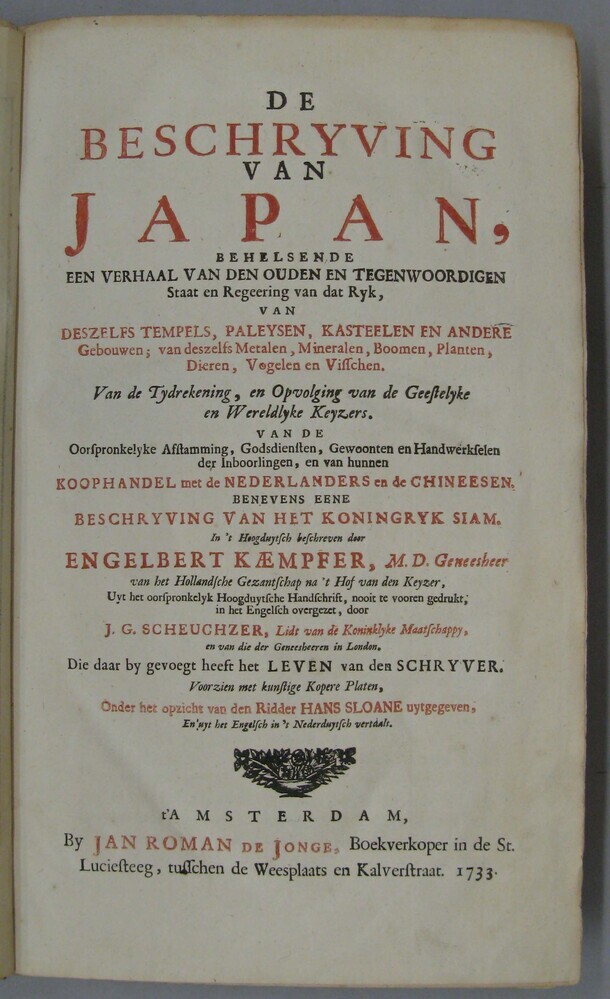 DE
BESCHRYVING
VAN
JAPAN,
BEHELSENDE
EEN VERHAAL VAN DEN OUDEN EN TEGENWOORDIGEN
Staat en Regeering van dat Ryk,
VAN
DESZELFS TEMPELS, PALEYSEN, KASTEELEN EN ANDERE
Gebouwen; van deszelfs Metalen, Mineralen, Boomen, Planten,
Dieren, Vogelen en Viſſchen.
Van de Tydrekening, en Opvolging van de Geeſtelyke
en Wereldlyke Keyzers.
VAN DE
Oorſpronkelyke Afſtamming, Godsdienſten, Gewoonten en Handwerkſelen
der Inboorlingen, en van hunnen
KOOPHANDEL met de NEDERLANDERS en de CHINEESEN.
BENEVENS EENE
BESCHRYVING VAN HET KONINGRYK SIAM.
In 't Hoogduytſch beſchreven door
ENGELBERT KÆMPFER, M. D. Geneesheer
van het Hollandſche Gezantſchap na 't Hof van den Keyzer,
Uyt het oorſpronkelyk Hoogduytſche Handſchrift, nooit te vooren gedrukt,
in het Engelſch overgezet, door
J. G. SCHEUCHZER, Lidt van de Koninklyke Maatſchappy,
en van die der Geneesheeren in London.
Die daar by gevoegt heeft het LEVEN van den SCHRYVER.
Voorzien met kunſtige Kopere Platen,
Onder het opzicht van den Ridder HANS SLOANE uytgegeven,
En uyt het Engelſch in 't Nederduytſch vertaalt.
t'AMSTERDAM,
By JAN ROMAN DE JONGE, Boekverkoper in de St.
Lucieſteeg, tuſſchen de Weesplaats en Kalverſtraat. 1733.